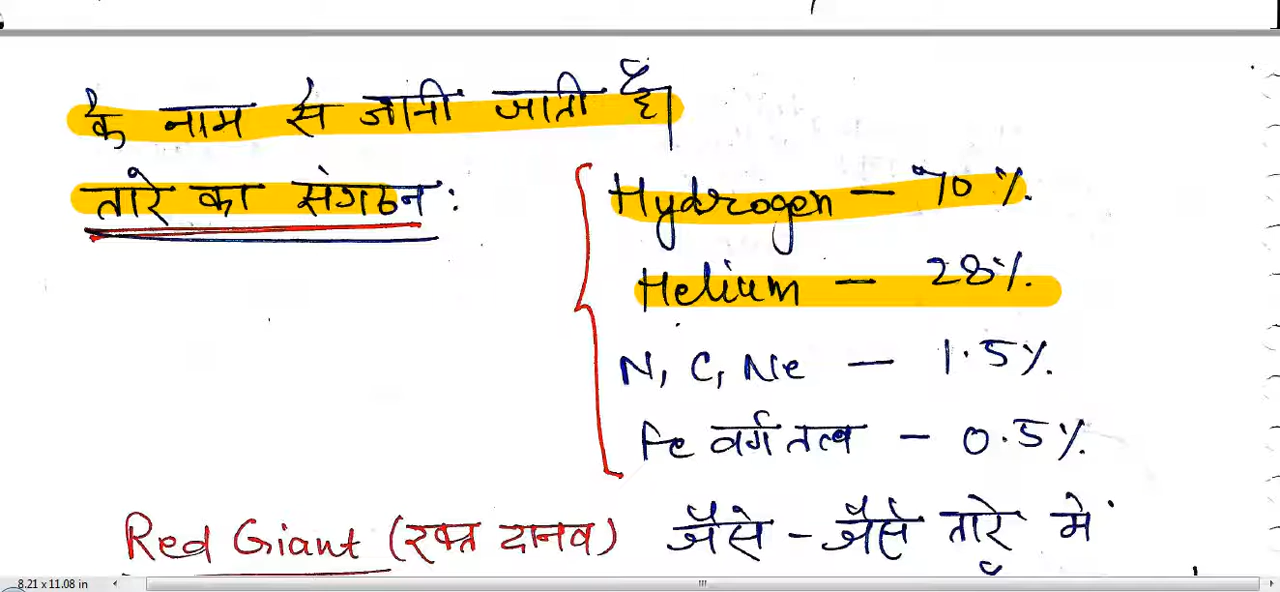 के नाम से जानी जाती है।
तारे का संगठन : Hydrogen — 70%.
Helium — 28%.
N, C, Ne — 1.5%.
Fe वर्ग तत्व — 0.5%.
Red Giant (रक्त दानव) जैसे - जैसे तारे में
8.21 x 11.08 in